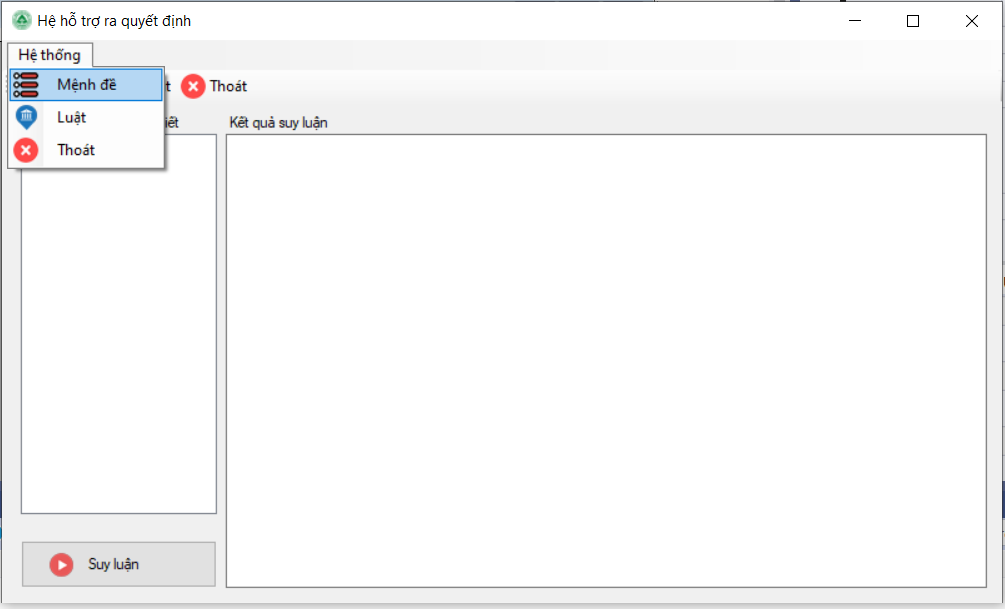 Hệ hỗ trợ ra quyết định
Hệ thống
Mệnh đề
Thoát
Luật
Kết quả suy luận
Thoát
Suy luận